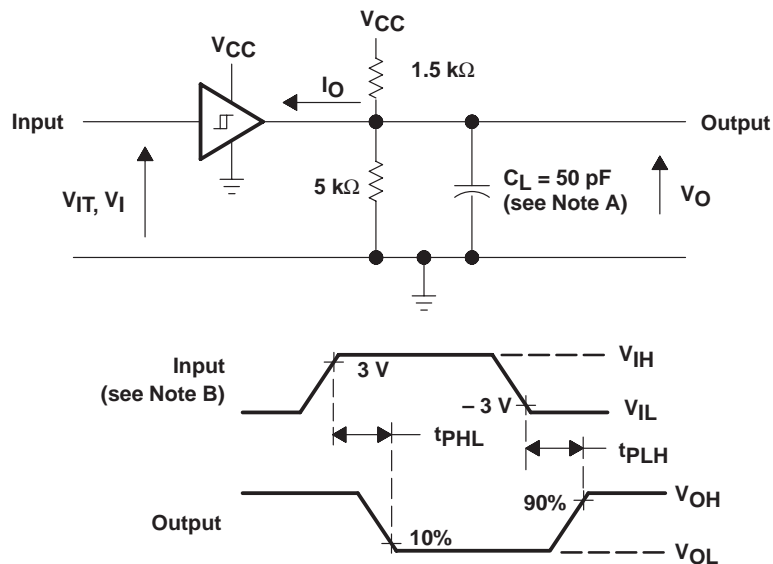 VCC
VCC
1.5 kΩ
IO
Input
Output
VIT, VI
5 kΩ
CL = 50 pF
(see Note A)
VO
Input
(see Note B)
3 V
VIH
– 3 V
VIL
tPHL
tPLH
Output
10%
90%
VOH
VOL